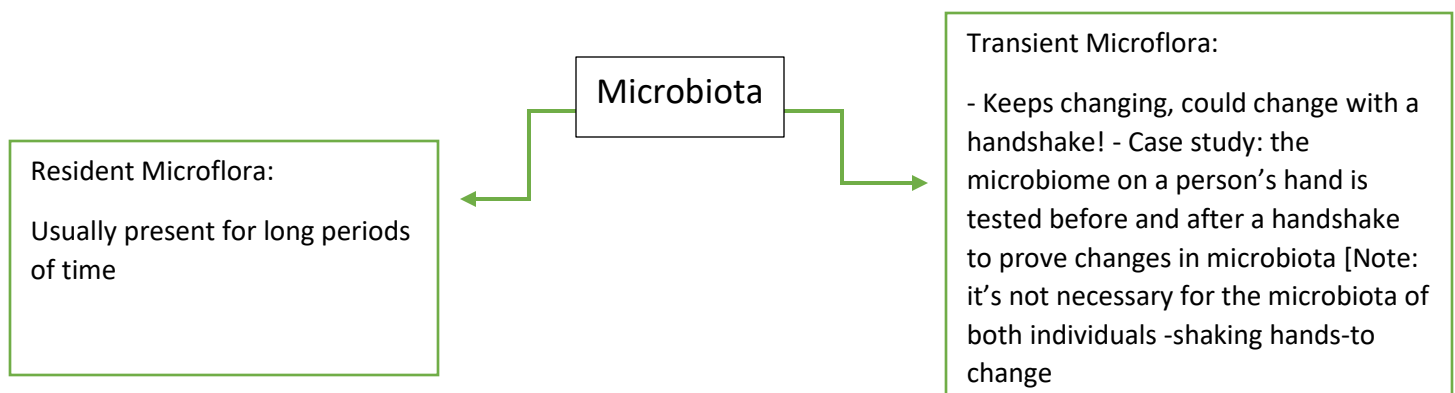 Microbiota
Resident Microflora:
Usually present for long periods
of time
Transient Microflora:
- Keeps changing, could change with a
handshake! - Case study: the
microbiome on a person’s hand is
tested before and after a handshake
to prove changes in microbiota [Note:
it’s not necessary for the microbiota of
both individuals -shaking hands-to
change